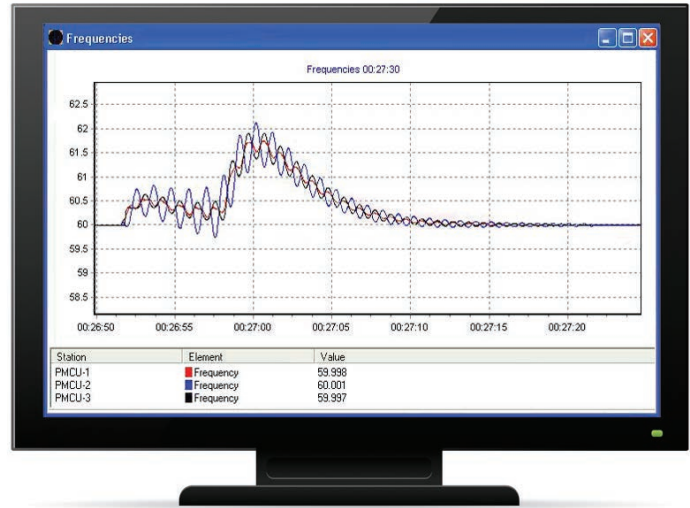 Frequencies
Frequencies 00:27:30
62.5
62
61.5
61
60.5
60
59.5
59
58.5
00:26:50 00:26:55 00:27:00 00:27:05 00:27:10 00:27:15 00:27:20
Station Element Value
PMCU-1 Frequency 59.998
PMCU-2 Frequency 60.001
PMCU-3 Frequency 59.997